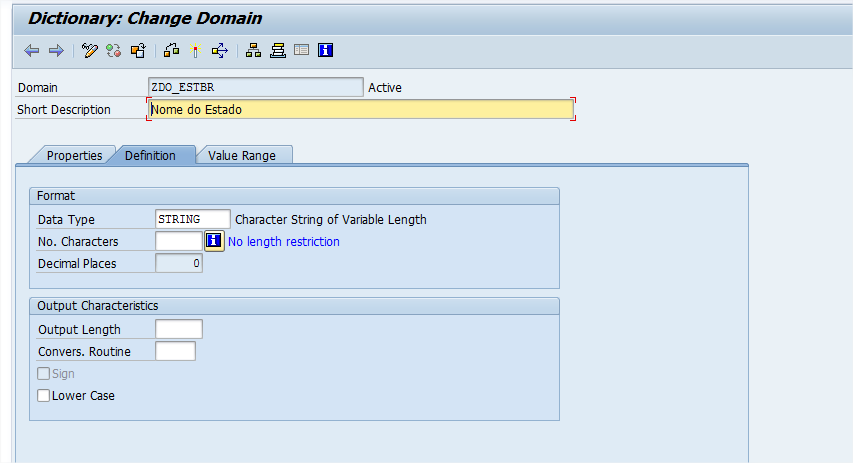 Dictionary: Change Domain
Domain ZDO_ESTBR Active
Short Description Nome do Estado
Properties Definition Value Range
Format
Data Type STRING Character String of Variable Length
No. Characters No length restriction
Decimal Places 0
Output Characteristics
Output Length
Convers. Routine
Sign
Lower Case